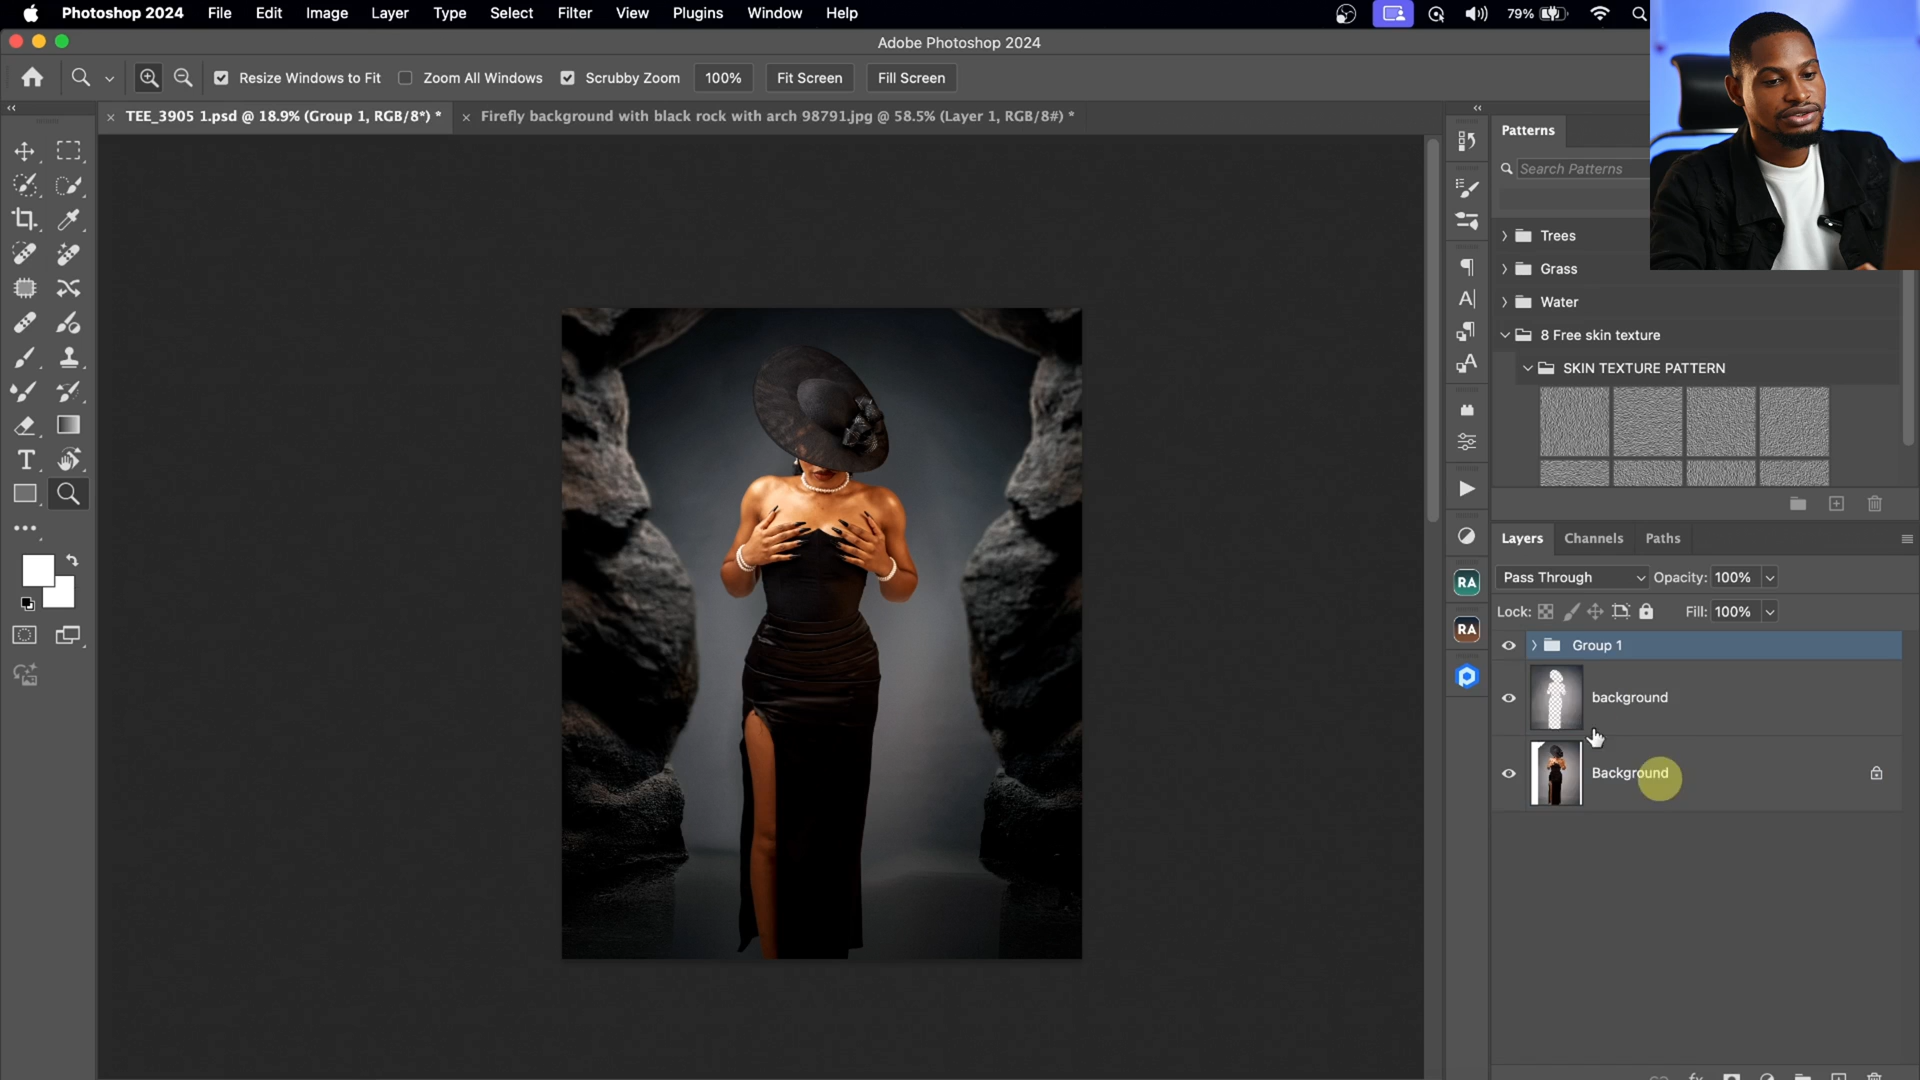 Photoshop 2024 File Edit Image Layer Type Select Filter View Plugins Window Help 79%
Adobe Photoshop 2024
Resize Windows to Fit Zoom All Windows Scrubby Zoom 100% Fit Screen Fill Screen
TEE_3905 1.psd @ 18.9% (Group 1, RGB/8*) * Firefly background with black rock with arch 98791.jpg @ 58.5% (Layer 1, RGB/8#) *
Patterns
Search Patterns
Trees
Grass
Water
8 Free skin texture
SKIN TEXTURE PATTERN
Layers Channels Paths
Pass Through Opacity: 100%
Lock: Fill: 100%
RA
RA
Group 1
background
Background